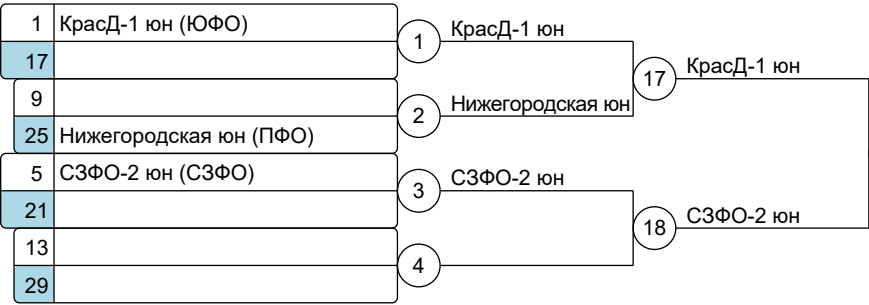 1 КрасД-1 юн (ЮФО)
17
1 КрасД-1 юн
9
25 Нижегородская юн (ПФО)
2 Нижегородская юн
17 КрасД-1 юн
5 СЗФО-2 юн (СЗФО)
21
3 СЗФО-2 юн
13
29
4
18 СЗФО-2 юн